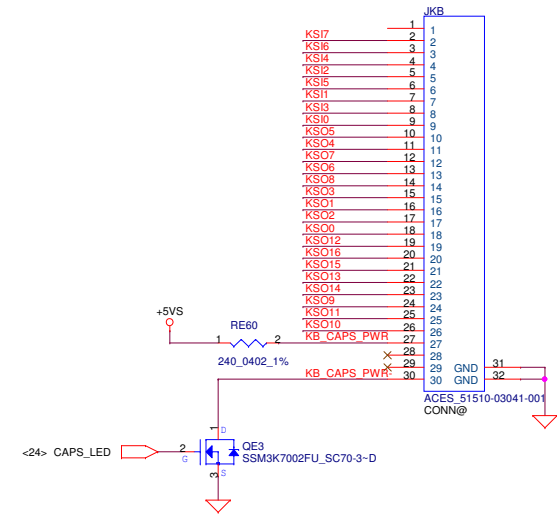 JKB
1 1
KSI7 2 2
KSI6 3 3
KSI4 4 4
KSI2 5 5
KSI5 6 6
KSI1 7 7
KSI3 8 8
KSI0 9 9
KSO5 10 10
KSO4 11 11
KSO7 12 12
KSO6 13 13
KSO8 14 14
KSO3 15 15
KSO1 16 16
KSO2 17 17
KSO0 18 18
KSO12 19 19
KSO16 20 20
KSO15 21 21
KSO13 22 22
KSO14 23 23
KSO9 24 24
KSO11 25 25
KSO10 26 26
+5VS
RE60
1 2 KB_CAPS_PWR 27 27
240_0402_1%
28 28
29 29 GND 31
KB_CAPS_PWR 30 30 GND 32
ACES_51510-03041-001
CONN@
1 D
<24> CAPS_LED 2 G
QE3
SSM3K7002FU_SC70-3~D
3 S